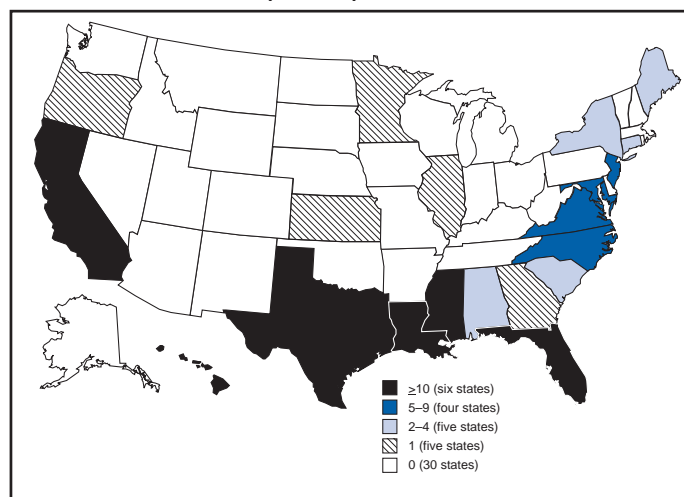 ≥10 (six states)
5–9 (four states)
2–4 (five states)
1 (five states)
0 (30 states)